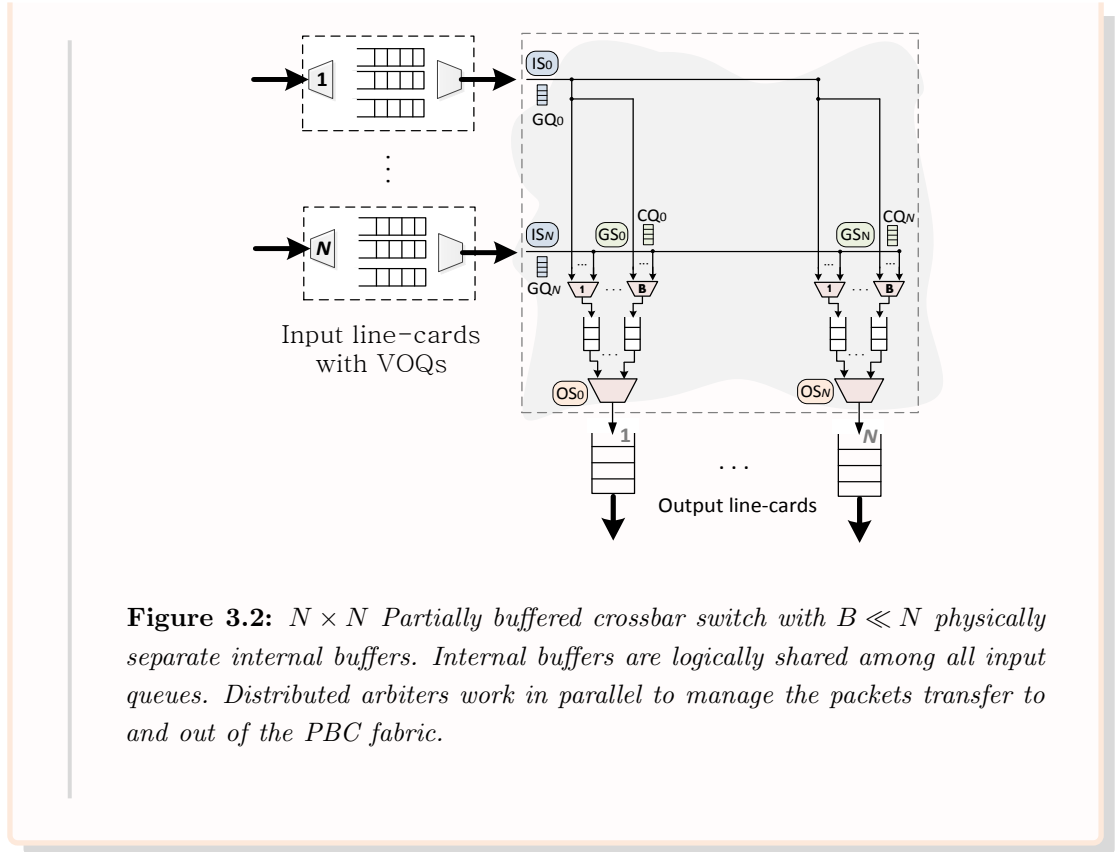 1
IS0
GQ0
N
ISN
GQN
GS0
CQ0
GSN
CQN
...
...
...
...
1
...
B
1
...
B
...
...
OS0
OSN
Input line-cards
with VOQs
1
N
...
Output line-cards
Figure 3.2: N × N Partially buffered crossbar switch with B ≪ N physically
separate internal buffers. Internal buffers are logically shared among all input
queues. Distributed arbiters work in parallel to manage the packets transfer to
and out of the PBC fabric.